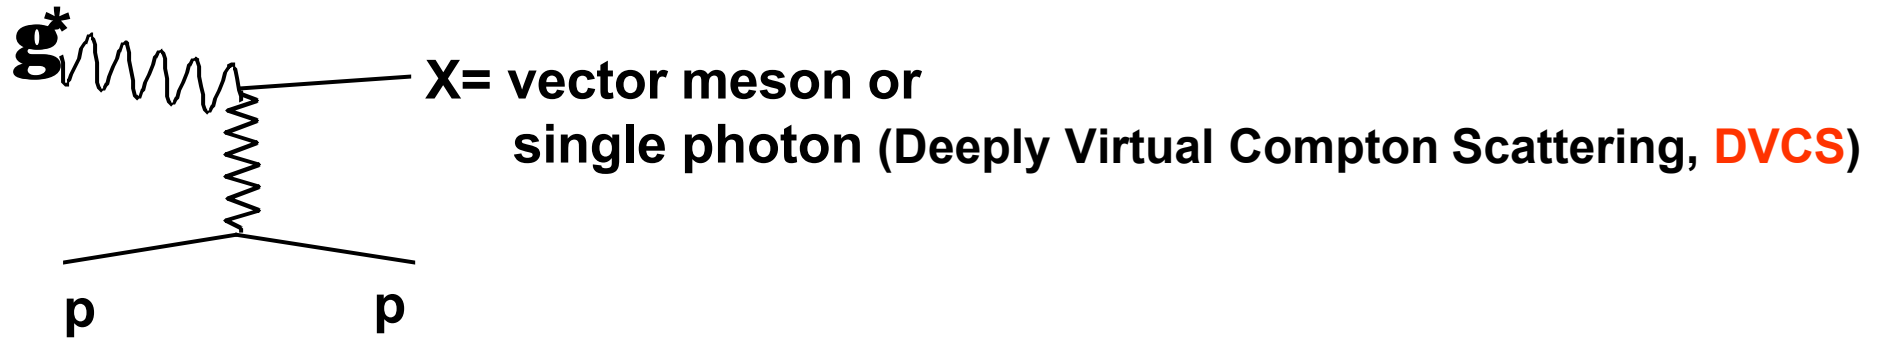 g*
X= vector meson or
single photon (Deeply Virtual Compton Scattering, DVCS)
p p